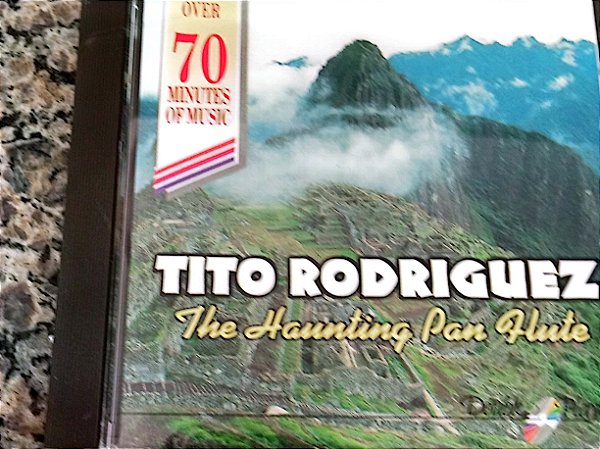 OVER
70
MINUTES
OF MUSIC
TITO RODRIGUEZ
The Haunting Pan Flute